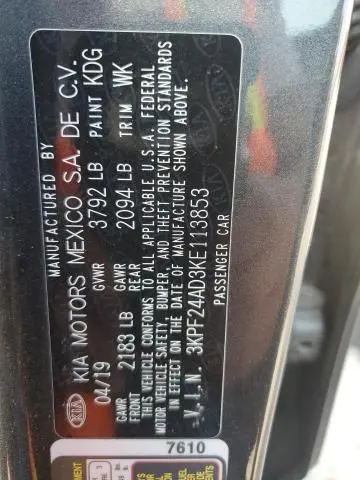 MANUFACTURED BY
KIA KIA MOTORS MEXICO S.A. DE C.V.
04/19 GVWR 3792 LB PAINT KDG
GAWR FRONT 2183 LB GAWR REAR 2094 LB TRIM WK
THIS VEHICLE CONFORMS TO ALL APPLICABLE U.S.A. FEDERAL
MOTOR VEHICLE SAFETY, BUMPER, AND THEFT PREVENTION STANDARDS
IN EFFECT ON THE DATE OF MANUFACTURE SHOWN ABOVE.
V.I.N. 3KPF24AD3KE113853
PASSENGER CAR
7610